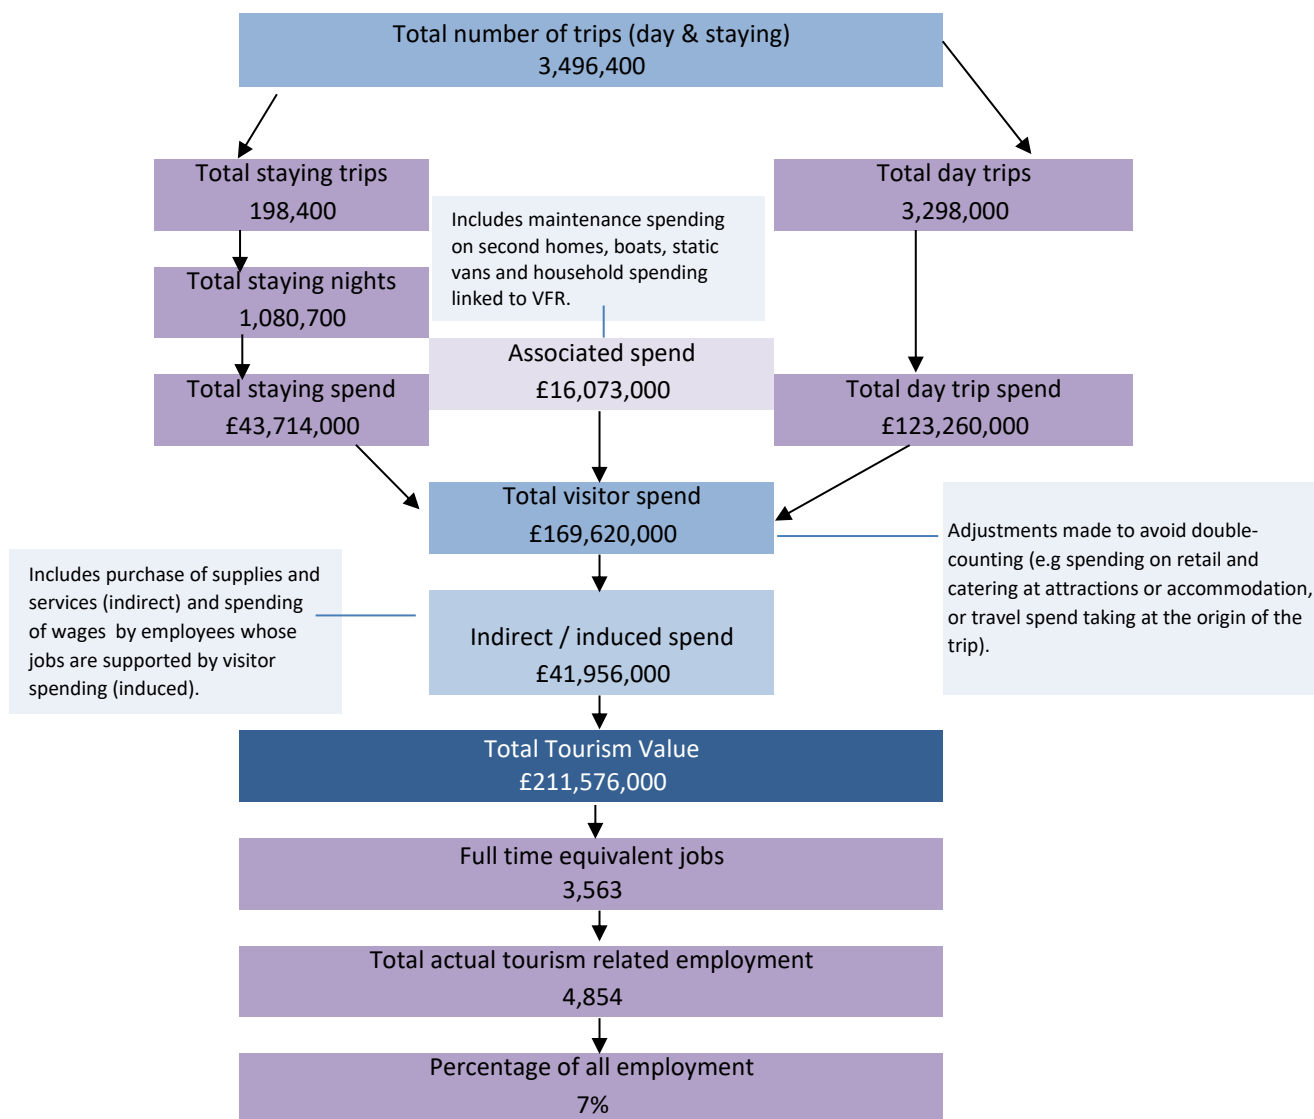 Total number of trips (day & staying)
3,496,400
Total staying trips
198,400
Total day trips
3,298,000
Includes maintenance spending
on second homes, boats, static
vans and household spending
linked to VFR.
Total staying nights
1,080,700
Associated spend
£16,073,000
Total staying spend
£43,714,000
Total day trip spend
£123,260,000
Total visitor spend
£169,620,000
Adjustments made to avoid double-
counting (e.g spending on retail and
catering at attractions or accommodation,
or travel spend taking at the origin of the
trip).
Includes purchase of supplies and
services (indirect) and spending
of wages by employees whose
jobs are supported by visitor
spending (induced).
Indirect / induced spend
£41,956,000
Total Tourism Value
£211,576,000
Full time equivalent jobs
3,563
Total actual tourism related employment
4,854
Percentage of all employment
7%